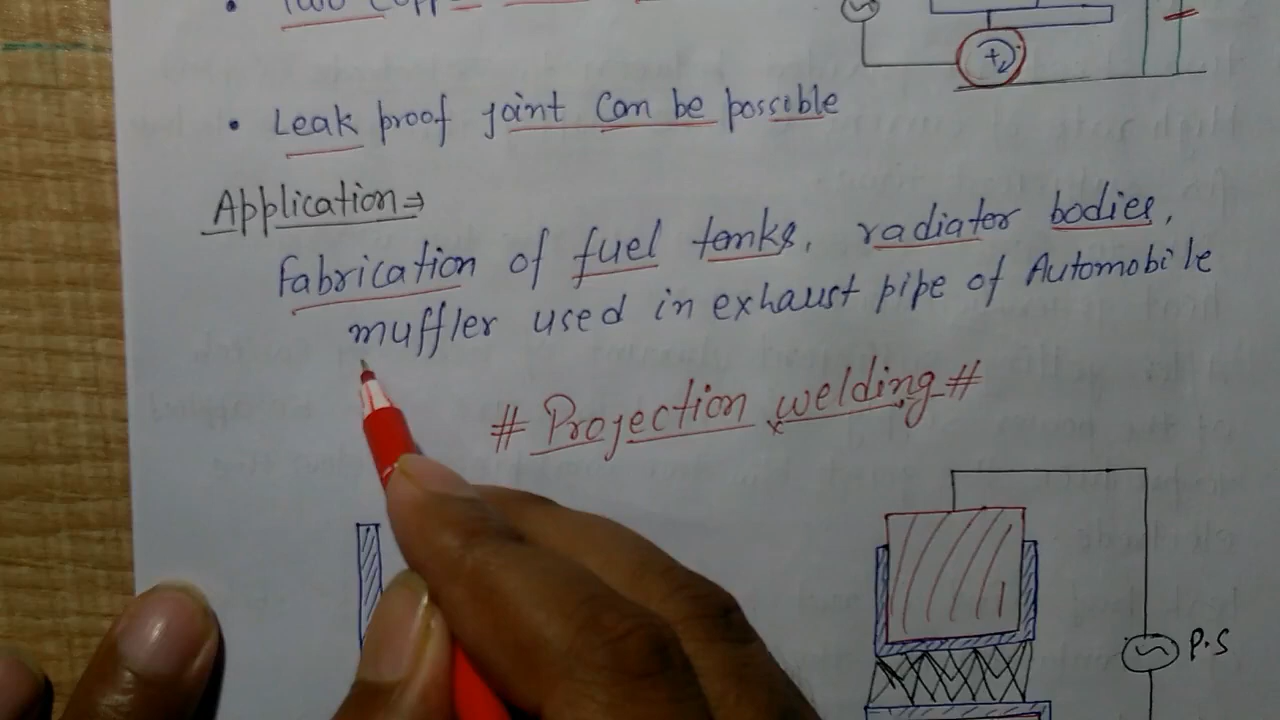 • Two
• Leak proof joint can be possible
Application ⇒
Fabrication of fuel tanks, radiator bodies,
muffler used in exhaust pipe of Automobile
# Projection welding #
P.S